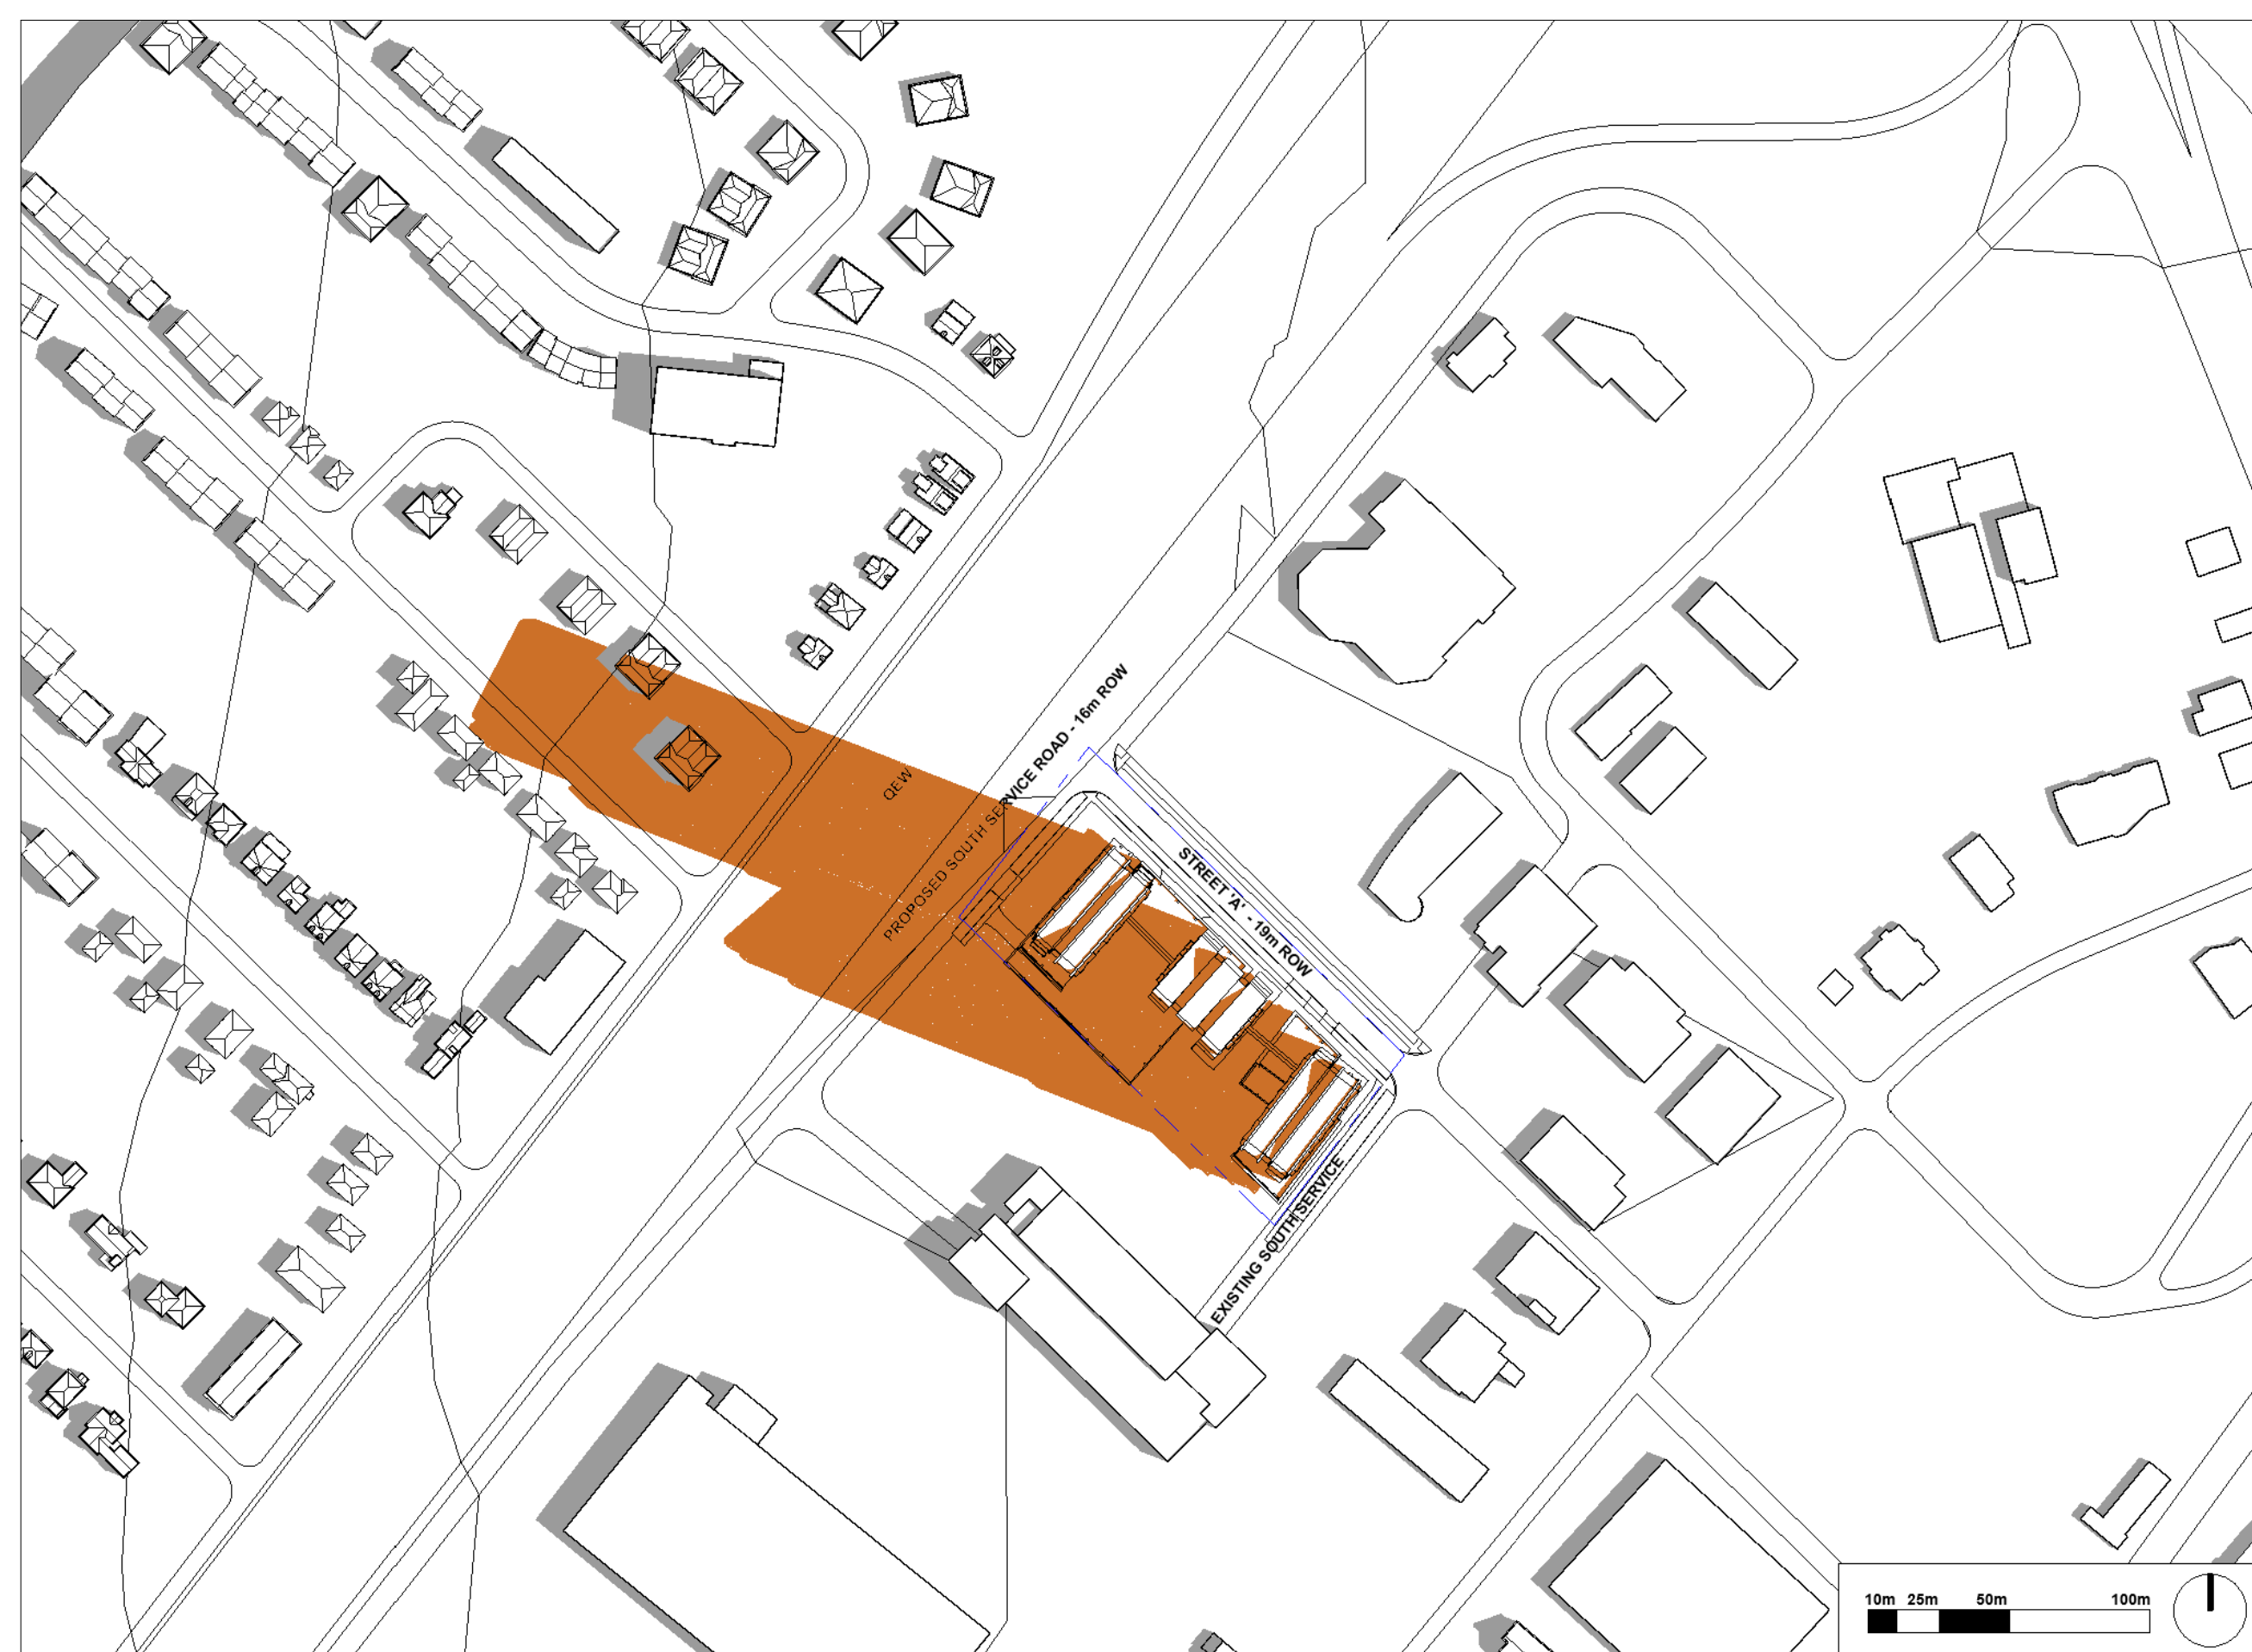 QEW
PROPOSED SOUTH SERVICE ROAD - 16m ROW
STREET 'A' - 19m ROW
EXISTING SOUTH SERVICE
10m 25m 50m 100m